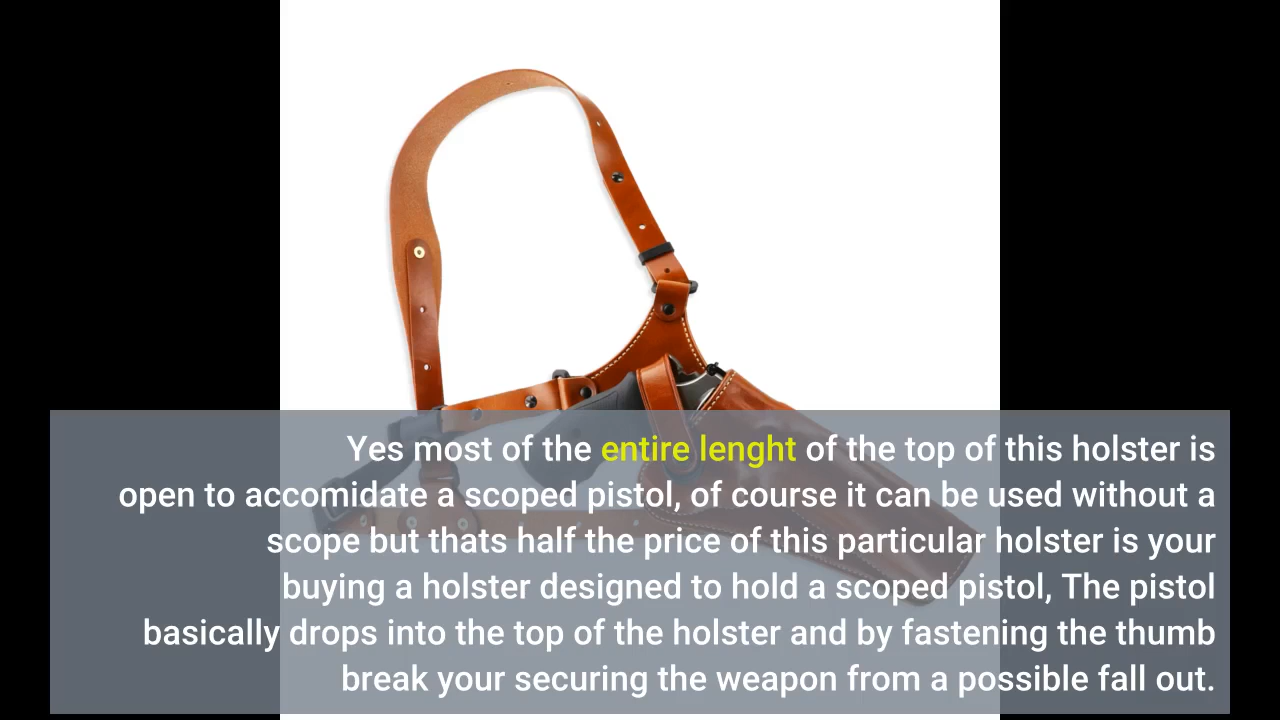 Yes most of the entire lenght of the top of this holster is
open to accomidate a scoped pistol, of course it can be used without a
scope but thats half the price of this particular holster is your
buying a holster designed to hold a scoped pistol, The pistol
basically drops into the top of the holster and by fastening the thumb
break your securing the weapon from a possible fall out.